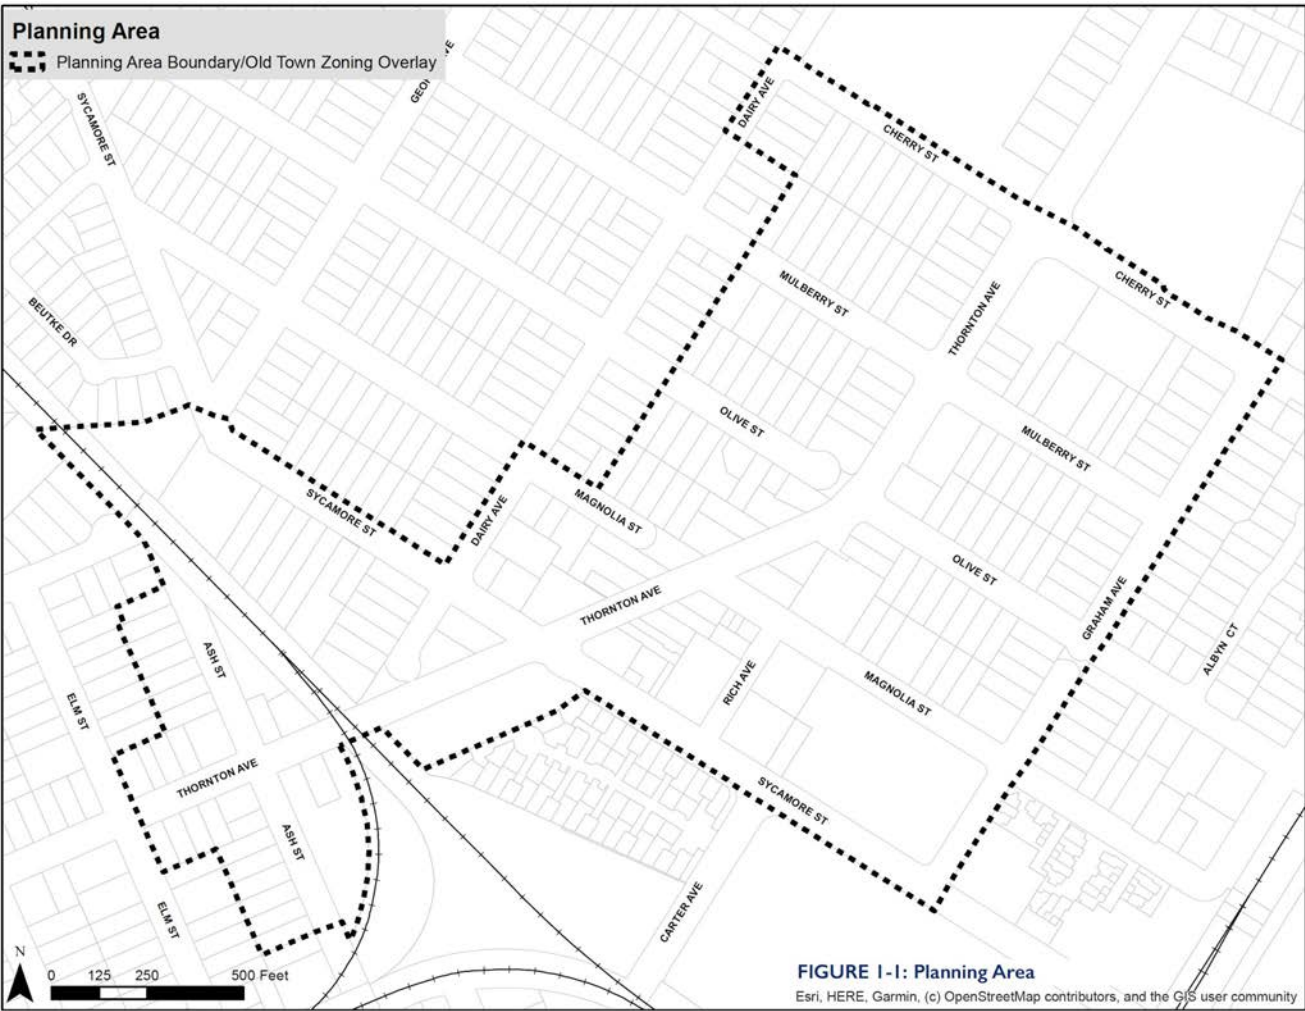 Planning Area
Planning Area Boundary/Old Town Zoning Overlay
SYCAMORE ST
DAIRY AVE
CHERRY ST
BEUTKE DR
MULBERRY ST
THORNTON AVE
CHERRY ST
OLIVE ST
MULBERRY ST
SYCAMORE ST
DAIRY AVE
MAGNOLIA ST
OLIVE ST
THORNTON AVE
GRAHAM AVE
ALBYN CT
ASH ST
RICH AVE
MAGNOLIA ST
ELM ST
THORNTON AVE
SYCAMORE ST
ASH ST
ELM ST
CARTER AVE
N
0 125 250 500 Feet
FIGURE 1-1: Planning Area
Esri, HERE, Garmin, (c) OpenStreetMap contributors, and the GIS user community